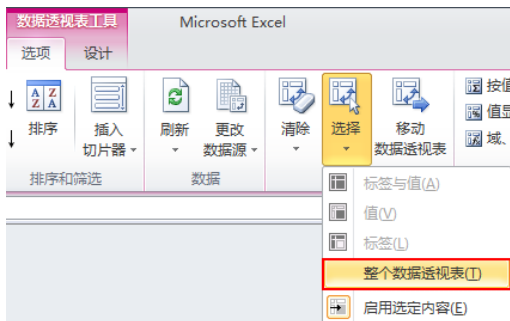 数据透视表工具 Microsoft Excel
选项 设计
排序 插入切片器 刷新 更改数据源 清除 选择 移动数据透视表 按值
值显
域、
排序和筛选 数据
标签与值(A)
值(V)
标签(L)
整个数据透视表(T)
启用选定内容(E)